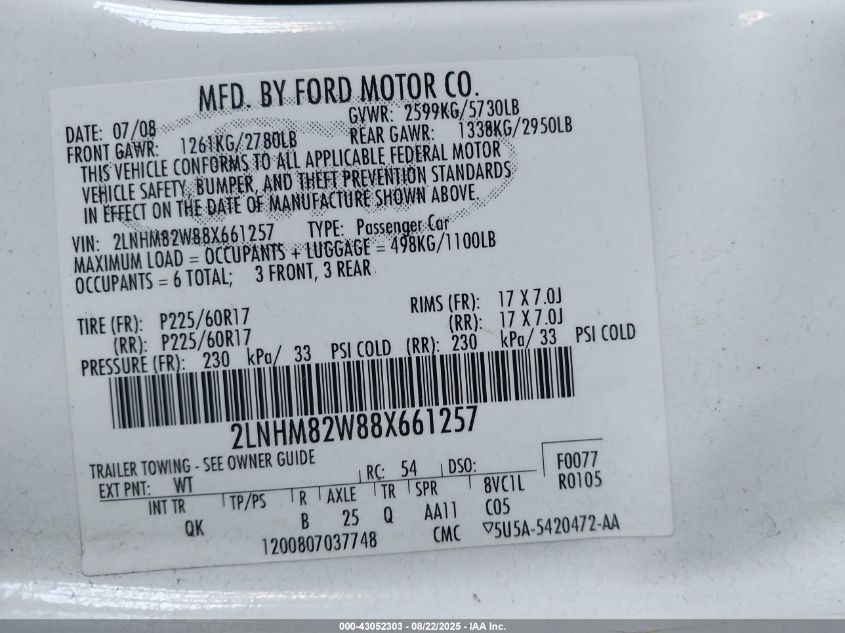 MFD. BY FORD MOTOR CO.
DATE: 07/08 GVWR: 2599KG/5730LB
FRONT GAWR: 1261KG/2780LB REAR GAWR: 1338KG/2950LB
THIS VEHICLE CONFORMS TO ALL APPLICABLE FEDERAL MOTOR
VEHICLE SAFETY, BUMPER, AND THEFT PREVENTION STANDARDS
IN EFFECT ON THE DATE OF MANUFACTURE SHOWN ABOVE.
VIN: 2LNHM82W88X661257 TYPE: Passenger Car
MAXIMUM LOAD = OCCUPANTS + LUGGAGE = 498KG/1100LB
OCCUPANTS = 6 TOTAL; 3 FRONT, 3 REAR
TIRE (FR): P225/60R17 RIMS (FR): 17 X 7.0J
(RR): P225/60R17 (RR): 17 X 7.0J
PRESSURE (FR): 230 kPa/ 33 PSI COLD (RR): 230 kPa/ 33 PSI COLD
2LNHM82W88X661257
TRAILER TOWING - SEE OWNER GUIDE
EXT PNT: WT RC: 54 DSO: F0077
INT TR TP/PS R AXLE TR SPR 8VC1L R0105
QK B 25 Q AA11 C05
1200807037748 CMC ▽5U5A-5420472-AA
000-43052303 - 08/22/2025 - IAA Inc.